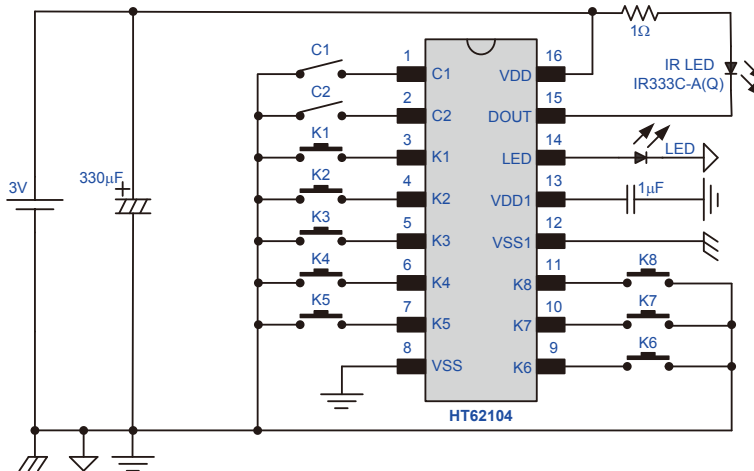 3V
330µF
C1
C2
K1
K2
K3
K4
K5
1
2
3
4
5
6
7
8
C1
C2
K1
K2
K3
K4
K5
VSS
16
15
14
13
12
11
10
9
VDD
DOUT
LED
VDD1
VSS1
K8
K7
K6
HT62104
1Ω
IR LED
IR333C-A(Q)
LED
1µF
K8
K7
K6